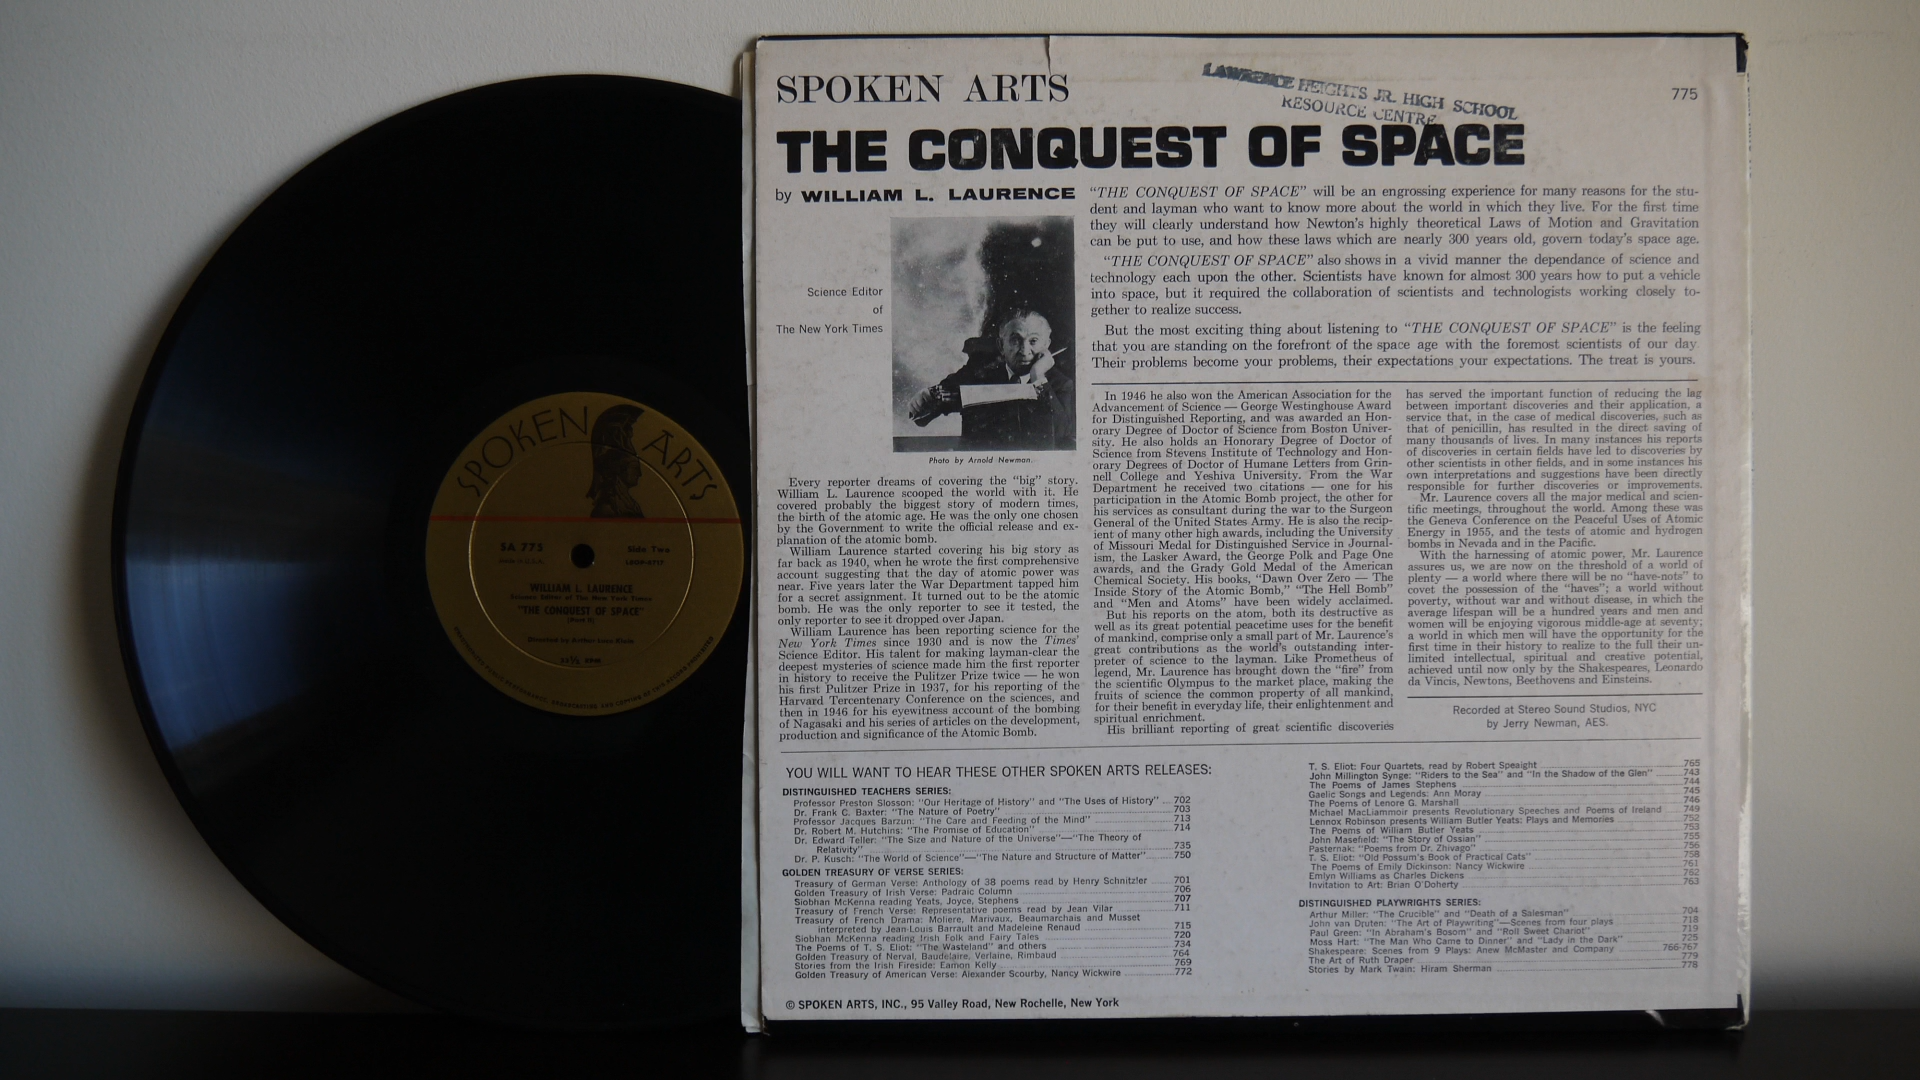 SPOKEN ARTS
SA 775
Side Two
WILLIAM L. LAURENCE
Science Editor of The New York Times
"THE CONQUEST OF SPACE"
Directed by Arthur Luce Klein
33⅓ RPM
SPOKEN ARTS
LAWRENCE HEIGHTS JR. HIGH SCHOOL
RESOURCE CENTRE
775
THE CONQUEST OF SPACE
by WILLIAM L. LAURENCE
Science Editor
of
The New York Times
Photo by Arnold Newman.
"THE CONQUEST OF SPACE" will be an engrossing experience for many reasons for the stu-
dent and layman who want to know more about the world in which they live. For the first time
they will clearly understand how Newton's highly theoretical Laws of Motion and Gravitation
can be put to use, and how these laws which are nearly 300 years old, govern today's space age.
"THE CONQUEST OF SPACE" also shows in a vivid manner the dependance of science and
technology each upon the other. Scientists have known for almost 300 years how to put a vehicle
into space, but it required the collaboration of scientists and technologists working closely to-
gether to realize success.
But the most exciting thing about listening to "THE CONQUEST OF SPACE" is the feeling
that you are standing on the forefront of the space age with the foremost scientists of our day.
Their problems become your problems, their expectations your expectations. The treat is yours.
Every reporter dreams of covering the "big" story.
William L. Laurence scooped the world with it. He
covered probably the biggest story of modern times,
the birth of the atomic age. He was the only one chosen
by the Government to write the official release and ex-
planation of the atomic bomb.
William Laurence started covering his big story as
far back as 1940, when he wrote the first comprehensive
account suggesting that the day of atomic power was
near. Five years later the War Department tapped him
for a secret assignment. It turned out to be the atomic
bomb. He was the only reporter to see it tested, the
only reporter to see it dropped over Japan.
William Laurence has been reporting science for the
New York Times since 1930 and is now the Times'
Science Editor. His talent for making layman-clear the
deepest mysteries of science made him the first reporter
in history to receive the Pulitzer Prize twice — he won
his first Pulitzer Prize in 1937, for his reporting of the
Harvard Tercentenary Conference on the sciences, and
then in 1946 for his eyewitness account of the bombing
of Nagasaki and his series of articles on the development,
production and significance of the Atomic Bomb.
In 1946 he also won the American Association for the
Advancement of Science — George Westinghouse Award
for Distinguished Reporting, and was awarded an Hon-
orary Degree of Doctor of Science from Boston Univer-
sity. He also holds an Honorary Degree of Doctor of
Science from Stevens Institute of Technology and Hon-
orary Degrees of Doctor of Humane Letters from Grin-
nell College and Yeshiva University. From the War
Department he received two citations — one for his
participation in the Atomic Bomb project, the other for
his services as consultant during the war to the Surgeon
General of the United States Army. He is also the recip-
ient of many other high awards, including the University
of Missouri Medal for Distinguished Service in Journal-
ism, the Lasker Award, the George Polk and Page One
awards, and the Grady Gold Medal of the American
Chemical Society. His books, "Dawn Over Zero — The
Inside Story of the Atomic Bomb," "The Hell Bomb"
and "Men and Atoms" have been widely acclaimed.
But his reports on the atom, both its destructive as
well as its great potential peacetime uses for the benefit
of mankind, comprise only a small part of Mr. Laurence's
great contributions as the world's outstanding inter-
preter of science to the layman. Like Prometheus of
legend, Mr. Laurence has brought down the "fire" from
the scientific Olympus to the market place, making the
fruits of science the common property of all mankind,
for their benefit in everyday life, their enlightenment and
spiritual enrichment.
His brilliant reporting of great scientific discoveries
has served the important function of reducing the lag
between important discoveries and their application, a
service that, in the case of medical discoveries, such as
that of penicillin, has resulted in the direct saving of
many thousands of lives. In many instances his reports
of discoveries in certain fields have led to discoveries by
other scientists in other fields, and in some instances his
own interpretations and suggestions have been directly
responsible for further discoveries or improvements.
Mr. Laurence covers all the major medical and scien-
tific meetings, throughout the world. Among these was
the Geneva Conference on the Peaceful Uses of Atomic
Energy in 1955, and the tests of atomic and hydrogen
bombs in Nevada and in the Pacific.
With the harnessing of atomic power, Mr. Laurence
assures us, we are now on the threshold of a world of
plenty — a world where there will be no "have-nots" to
covet the possession of the "haves"; a world without
poverty, without war and without disease, in which the
average lifespan will be a hundred years and men and
women will be enjoying vigorous middle-age at seventy;
a world in which men will have the opportunity for the
first time in their history to realize to the full their un-
limited intellectual, spiritual and creative potential,
achieved until now only by the Shakespeares, Leonardo
da Vincis, Newtons, Beethovens and Einsteins.
Recorded at Stereo Sound Studios, NYC
by Jerry Newman, AES.
YOU WILL WANT TO HEAR THESE OTHER SPOKEN ARTS RELEASES:
DISTINGUISHED TEACHERS SERIES:
Professor Preston Slosson: "Our Heritage of History" and "The Uses of History" 702
Dr. Frank C. Baxter: "The Nature of Poetry" 703
Professor Jacques Barzun: "The Care and Feeding of the Mind" 713
Dr. Robert M. Hutchins: "The Promise of Education" 714
Dr. Edward Teller: "The Size and Nature of the Universe"—"The Theory of
Relativity" 735
Dr. P. Kusch: "The World of Science"—"The Nature and Structure of Matter" 750
GOLDEN TREASURY OF VERSE SERIES:
Treasury of German Verse: Anthology of 38 poems read by Henry Schnitzler 701
Golden Treasury of Irish Verse: Padraic Column 706
Siobhan McKenna reading Yeats, Joyce, Stephens 707
Treasury of French Verse: Representative poems read by Jean Vilar 711
Treasury of French Drama: Moliere, Marivaux, Beaumarchais and Musset
interpreted by Jean-Louis Barrault and Madeleine Renaud 715
Siobhan McKenna reading Irish Folk and Fairy Tales 720
The Poems of T. S. Eliot: "The Wasteland" and others 734
Golden Treasury of Nerval, Baudelaire, Verlaine, Rimbaud 764
Stories from the Irish Fireside: Eamon Kelly 769
Golden Treasury of American Verse: Alexander Scourby, Nancy Wickwire 772
T. S. Eliot: Four Quartets, read by Robert Speaight 765
John Millington Synge: "Riders to the Sea" and "In the Shadow of the Glen" 743
The Poems of James Stephens 744
Gaelic Songs and Legends: Ann Moray 745
The Poems of Lenore G. Marshall 746
Michael MacLiammoir presents Revolutionary Speeches and Poems of Ireland 749
Lennox Robinson presents William Butler Yeats: Plays and Memories 752
The Poems of William Butler Yeats 753
John Masefield: "The Story of Ossian" 755
Pasternak: "Poems from Dr. Zhivago" 756
T. S. Eliot: "Old Possum's Book of Practical Cats" 758
The Poems of Emily Dickinson: Nancy Wickwire 761
Emlyn Williams as Charles Dickens 762
Invitation to Art: Brian O'Doherty 763
DISTINGUISHED PLAYWRIGHTS SERIES:
Arthur Miller: "The Crucible" and "Death of a Salesman" 704
John van Druten: "The Art of Playwriting"—Scenes from four plays 718
Paul Green: "In Abraham's Bosom" and "Roll Sweet Chariot" 719
Moss Hart: "The Man Who Came to Dinner" and "Lady in the Dark" 725
Shakespeare: Scenes from 9 Plays: Anew McMaster and Company 766-767
The Art of Ruth Draper 779
Stories by Mark Twain: Hiram Sherman 778
© SPOKEN ARTS, INC., 95 Valley Road, New Rochelle, New York